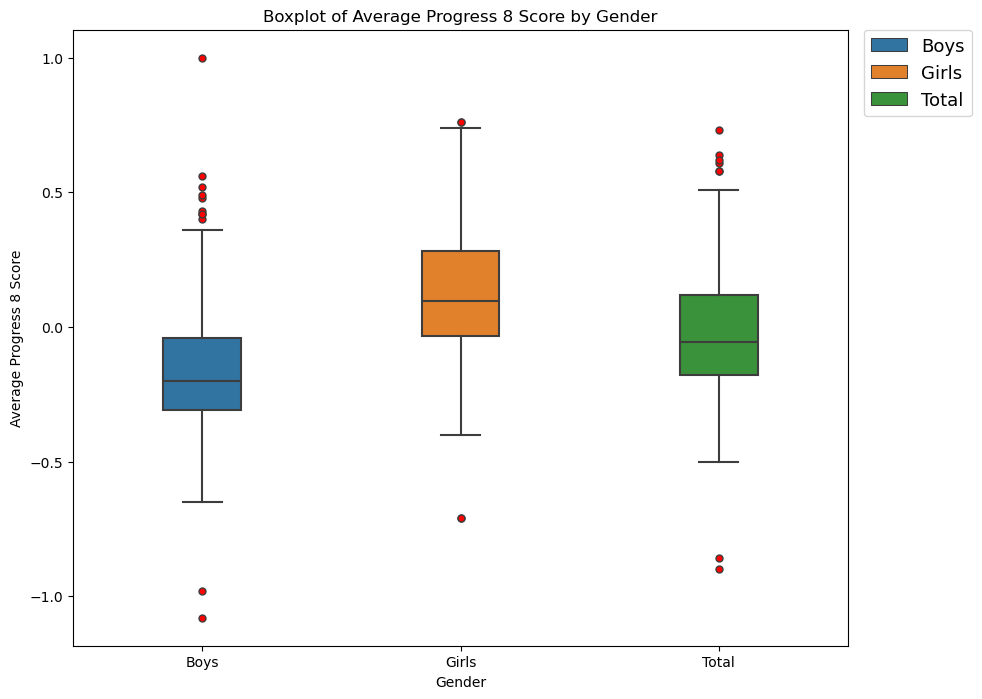 Boxplot of Average Progress 8 Score by Gender
Boys
Girls
Total
1.0
0.5
0.0
−0.5
−1.0
Average Progress 8 Score
Boys
Girls
Total
Gender